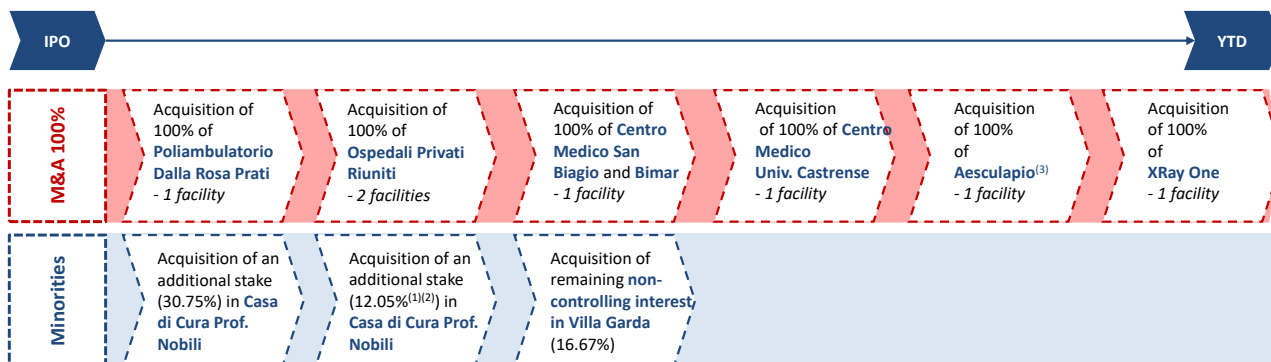 IPO
YTD
M&A 100%
Acquisition of
100% of
Poliambulatorio
Dalla Rosa Prati
- 1 facility
Acquisition of
100% of
Ospedali Privati
Riuniti
- 2 facilities
Acquisition of
100% of Centro
Medico San
Biagio and Bimar
- 1 facility
Acquisition
of 100% of Centro
Medico
Univ. Castrense
- 1 facility
Acquisition
of 100%
of
Aesculapio(3)
- 1 facility
Acquisition
of 100%
of
XRay One
- 1 facility
Minorities
Acquisition of an
additional stake
(30.75%) in Casa
di Cura Prof.
Nobili
Acquisition of an
additional stake
(12.05%(1)(2)) in
Casa di Cura Prof.
Nobili
Acquisition of
remaining non-
controlling interest
in Villa Garda
(16.67%)